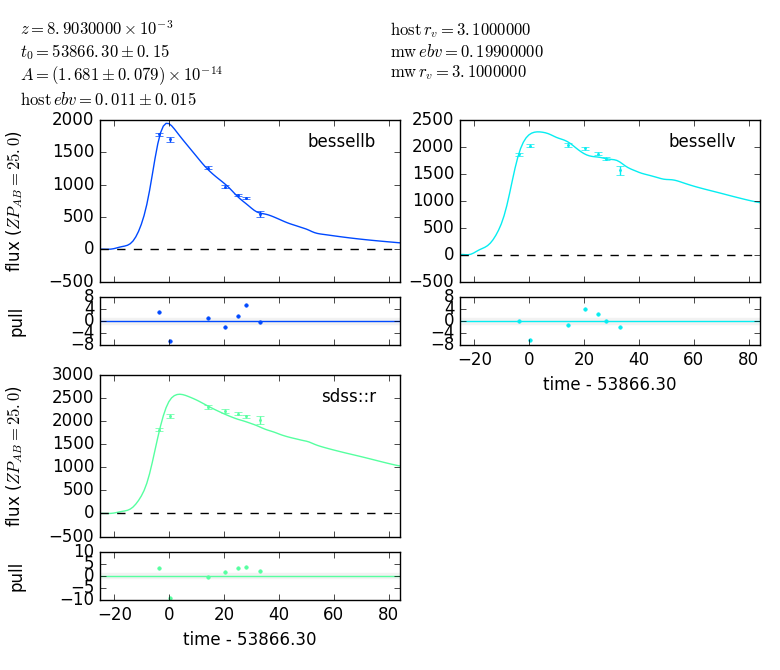 z = 8.9030000 × 10⁻³
t₀ = 53866.30 ± 0.15
A = (1.681 ± 0.079) × 10⁻¹⁴
host ebv = 0.011 ± 0.015
host r_v = 3.1000000
mw ebv = 0.19900000
mw r_v = 3.1000000
2000
1500
1000
500
0
−500
flux (ZP_AB = 25.0)
bessellb
2500
2000
1500
1000
500
0
−500
bessellv
8
4
0
−4
−8
pull
8
4
0
−4
−8
−20 0 20 40 60 80
time - 53866.30
3000
2500
2000
1500
1000
500
0
−500
flux (ZP_AB = 25.0)
sdss::r
10
5
0
−5
−10
pull
−20 0 20 40 60 80
time - 53866.30